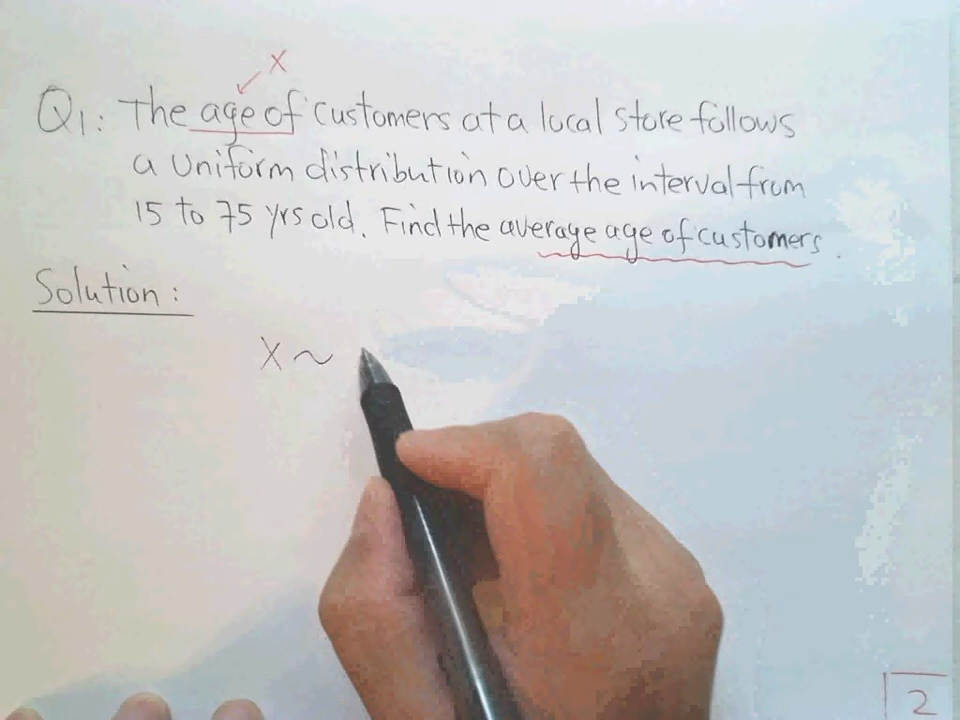 X
Q1: The age of customers at a local store follows
a uniform distribution over the interval from
15 to 75 yrs old. Find the average age of customers.
Solution:
X ~
2